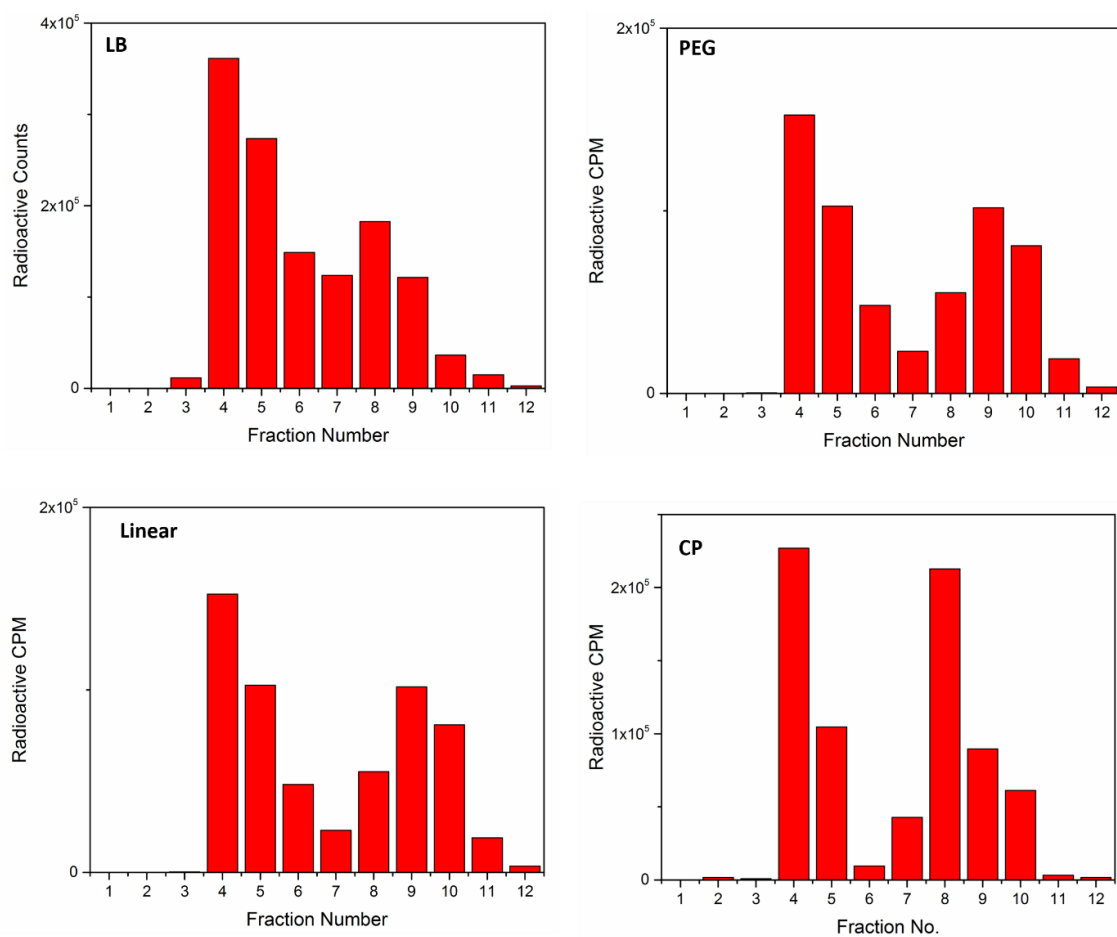 LB
Radioactive Counts
4x10⁵
2x10⁵
0
1 2 3 4 5 6 7 8 9 10 11 12
Fraction Number
PEG
Radioactive CPM
2x10⁵
0
1 2 3 4 5 6 7 8 9 10 11 12
Fraction Number
Linear
Radioactive CPM
2x10⁵
0
1 2 3 4 5 6 7 8 9 10 11 12
Fraction Number
CP
Radioactive CPM
2x10⁵
1x10⁵
0
1 2 3 4 5 6 7 8 9 10 11 12
Fraction No.